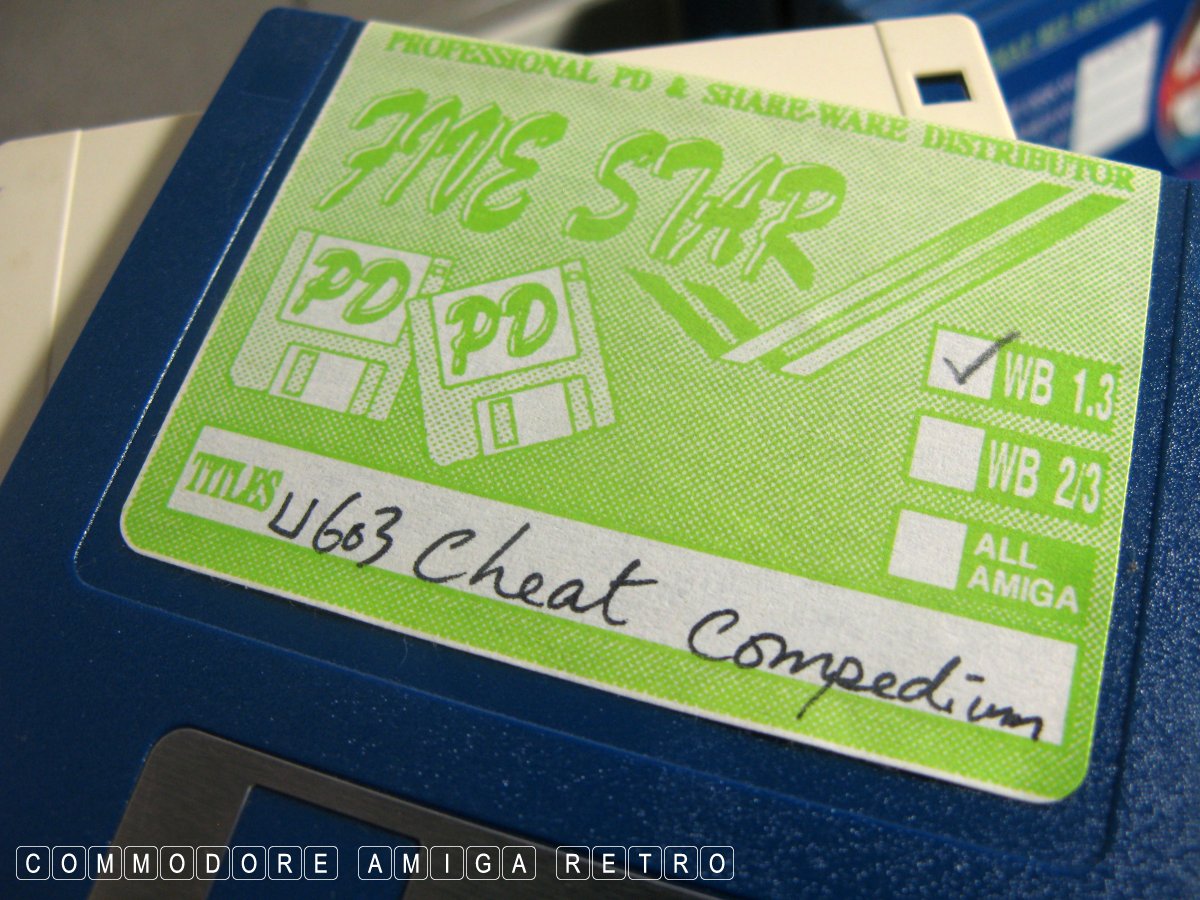 PROFESSIONAL PD & SHARE-WARE DISTRIBUTOR
FIVE STAR
PD
PD
WB 1.3
WB 2/3
ALL
AMIGA
TITLES U603 Cheat Compedium
COMMODORE AMIGA RETRO